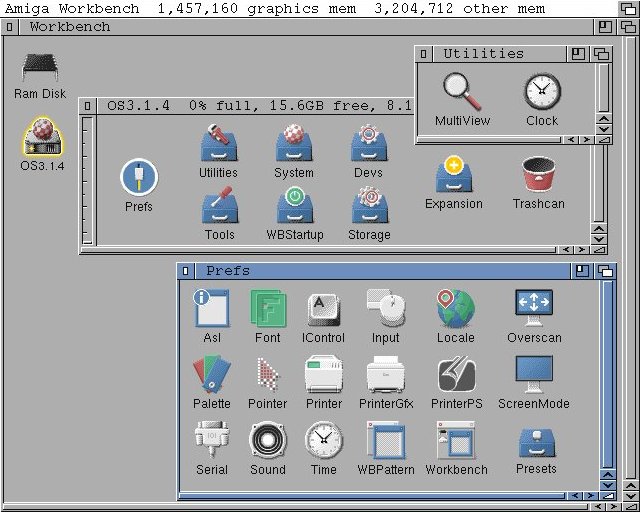 Amiga Workbench  1,457,160 graphics mem  3,204,712 other mem
Workbench
Utilities
Ram Disk
MultiView
Clock
OS3.1.4
OS3.1.4  0% full, 15.6GB free, 8.1
Utilities
System
Devs
Prefs
Expansion
Trashcan
Tools
WBStartup
Storage
Prefs
Asl
Font
IControl
Input
Locale
Overscan
Palette
Pointer
Printer
PrinterGfx
PrinterPS
ScreenMode
Serial
Sound
Time
WBPattern
Workbench
Presets